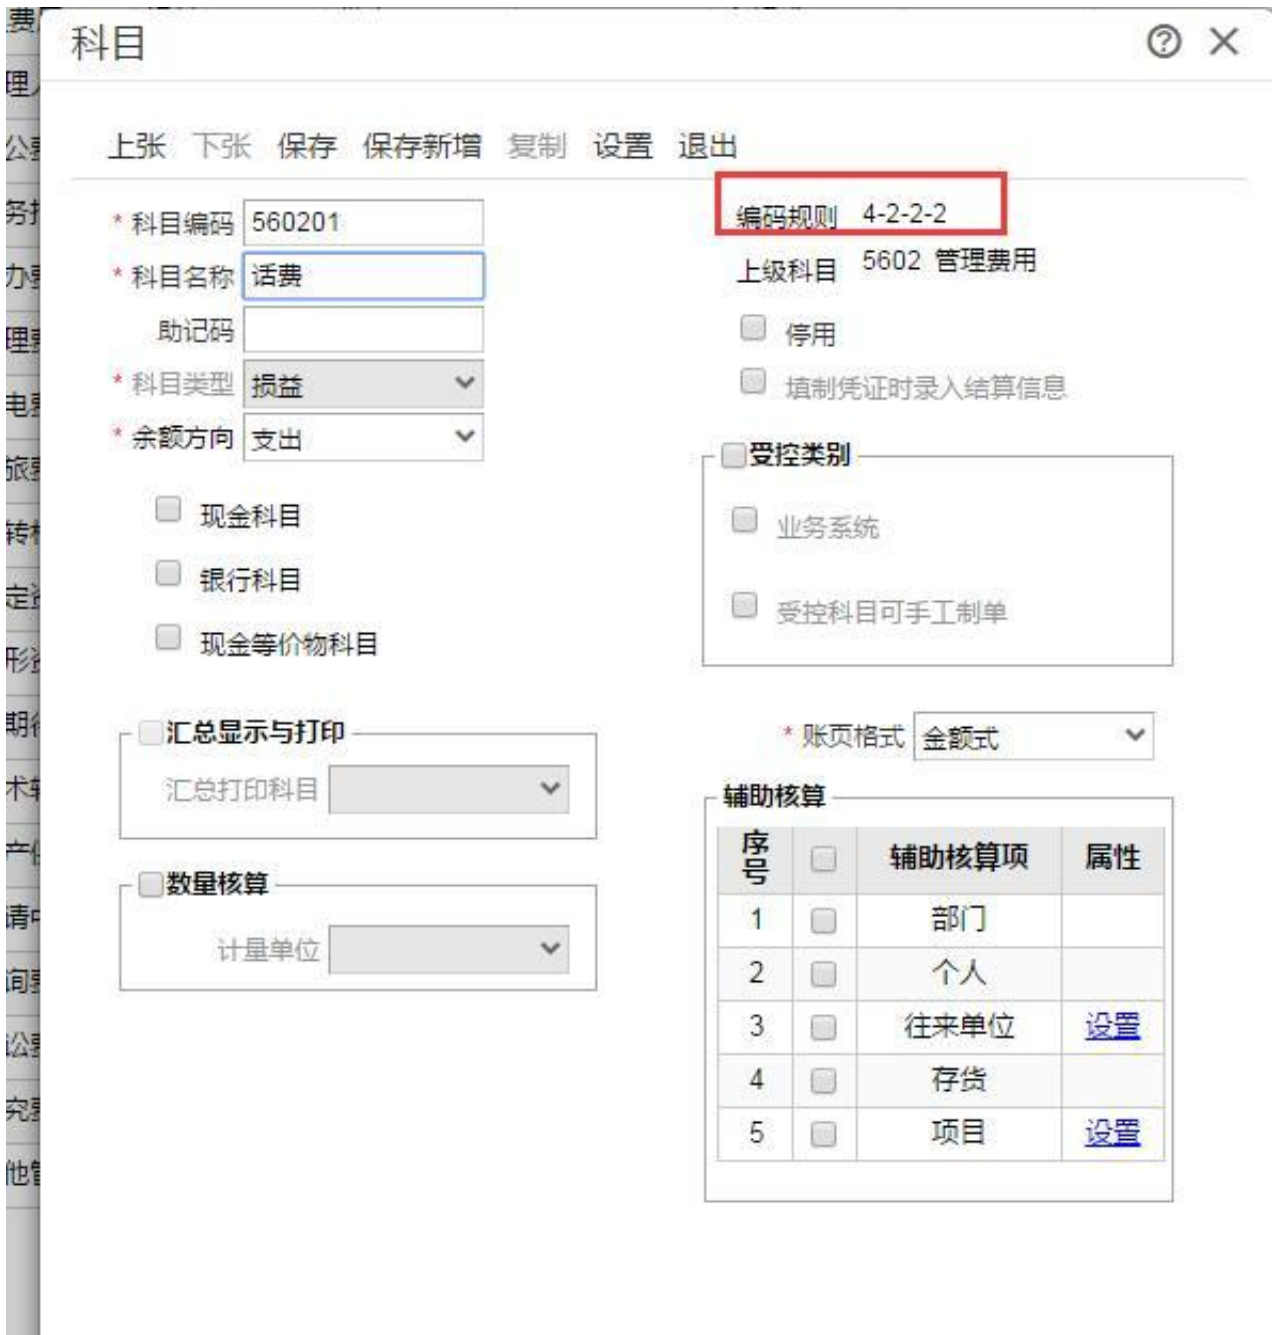 科目
上张 下张 保存 保存新增 复制 设置 退出
* 科目编码 560201
编码规则 4-2-2-2
* 科目名称 话费
上级科目 5602 管理费用
助记码
停用
* 科目类型 损益
填制凭证时录入结算信息
* 余额方向 支出
受控类别
现金科目
业务系统
银行科目
受控科目可手工制单
现金等价物科目
汇总显示与打印
* 账页格式 金额式
汇总打印科目
辅助核算
序号 辅助核算项 属性
数量核算
计量单位
1 部门
2 个人
3 往来单位 设置
4 存货
5 项目 设置